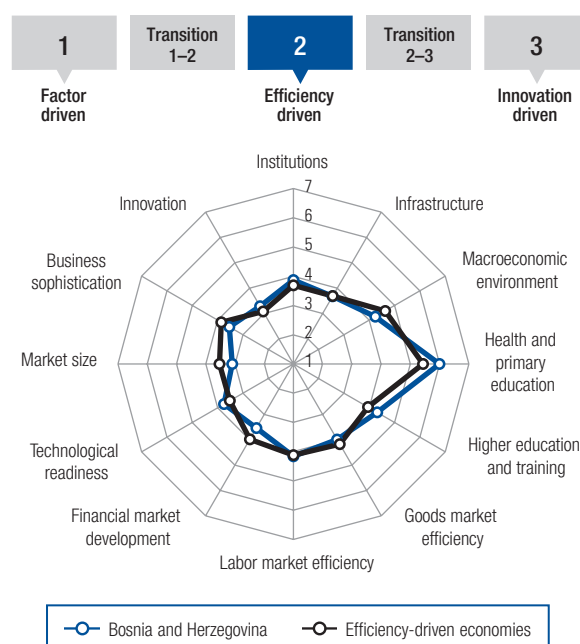 1
Transition
1–2
2
Transition
2–3
3
Factor
driven
Efficiency
driven
Innovation
driven
Institutions
Infrastructure
Macroeconomic
environment
Health and
primary
education
Higher education
and training
Goods market
efficiency
Labor market efficiency
Financial market
development
Technological
readiness
Market size
Business
sophistication
Innovation
7
6
5
4
3
2
1
Bosnia and Herzegovina
Efficiency-driven economies